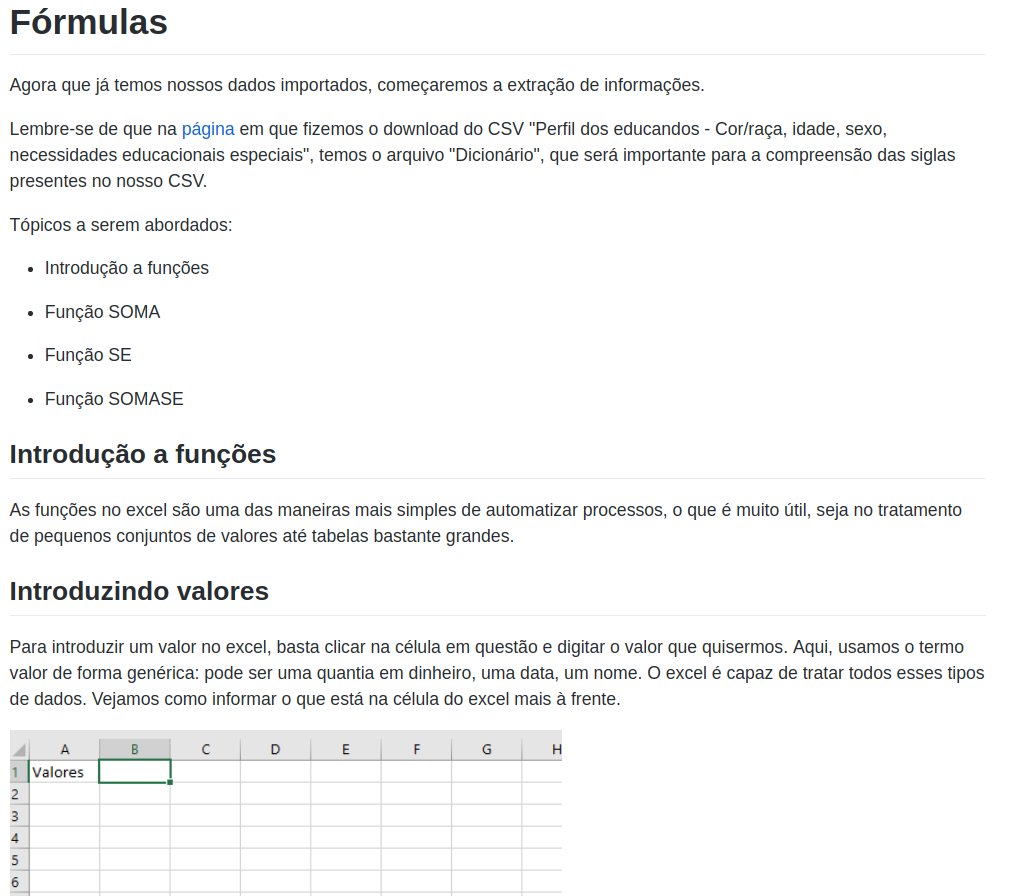 Fórmulas
Agora que já temos nossos dados importados, começaremos a extração de informações.
Lembre-se de que na página em que fizemos o download do CSV "Perfil dos educandos - Cor/raça, idade, sexo,
necessidades educacionais especiais", temos o arquivo "Dicionário", que será importante para a compreensão das siglas
presentes no nosso CSV.
Tópicos a serem abordados:
Introdução a funções
Função SOMA
Função SE
Função SOMASE
Introdução a funções
As funções no excel são uma das maneiras mais simples de automatizar processos, o que é muito útil, seja no tratamento
de pequenos conjuntos de valores até tabelas bastante grandes.
Introduzindo valores
Para introduzir um valor no excel, basta clicar na célula em questão e digitar o valor que quisermos. Aqui, usamos o termo
valor de forma genérica: pode ser uma quantia em dinheiro, uma data, um nome. O excel é capaz de tratar todos esses tipos
de dados. Vejamos como informar o que está na célula do excel mais à frente.
A B C D E F G H
1 Valores
2
3
4
5
6